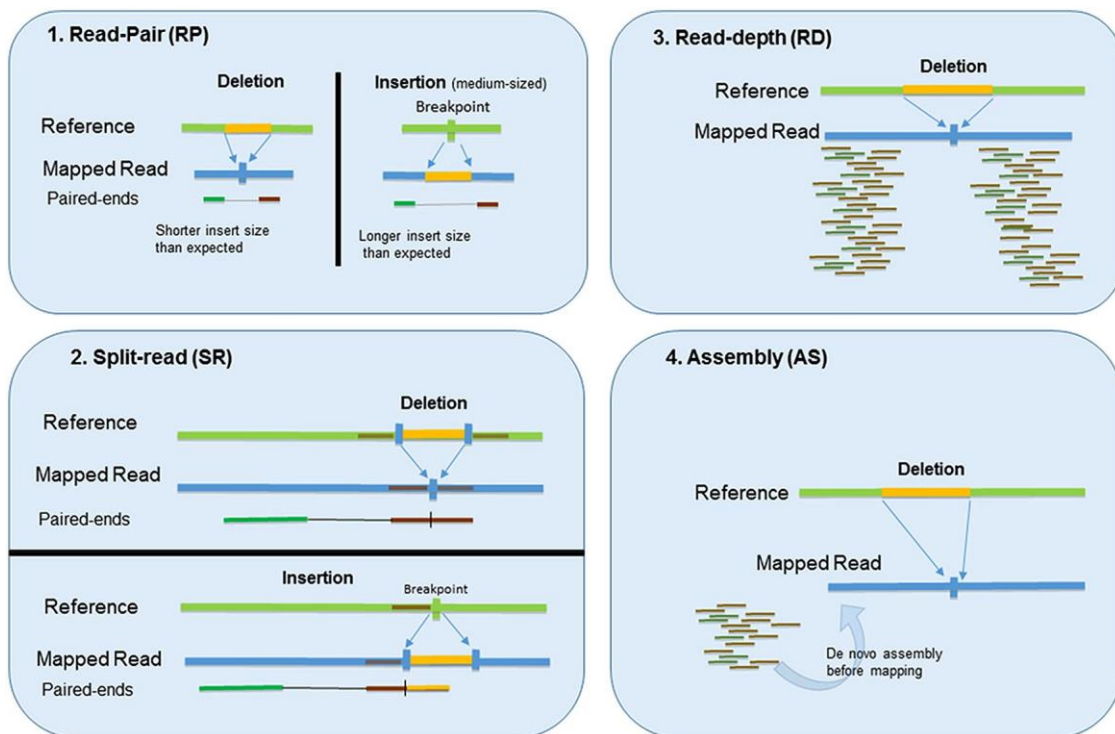 1. Read-Pair (RP)
Deletion
Reference
Mapped Read
Paired-ends
Shorter insert size
than expected
Insertion (medium-sized)
Breakpoint
Longer insert size
than expected
2. Split-read (SR)
Deletion
Reference
Mapped Read
Paired-ends
Insertion
Breakpoint
Reference
Mapped Read
Paired-ends
3. Read-depth (RD)
Deletion
Reference
Mapped Read
4. Assembly (AS)
Deletion
Reference
Mapped Read
De novo assembly
before mapping